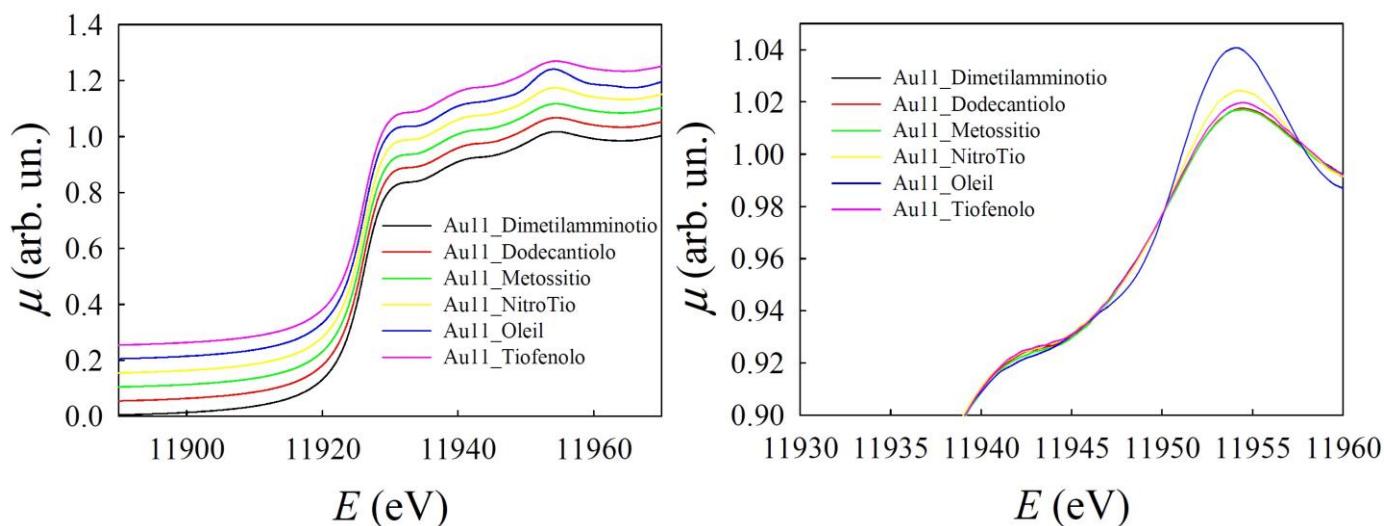 1.4
1.2
1.0
0.8
0.6
0.4
0.2
0.0
μ (arb. un.)
Au11_Dimetilamminotio
Au11_Dodecantiolo
Au11_Metossitio
Au11_NitroTio
Au11_Oleil
Au11_Tiofenolo
11900 11920 11940 11960
E (eV)
1.04
1.02
1.00
0.98
0.96
0.94
0.92
0.90
μ (arb. un.)
Au11_Dimetilamminotio
Au11_Dodecantiolo
Au11_Metossitio
Au11_NitroTio
Au11_Oleil
Au11_Tiofenolo
11930 11935 11940 11945 11950 11955 11960
E (eV)